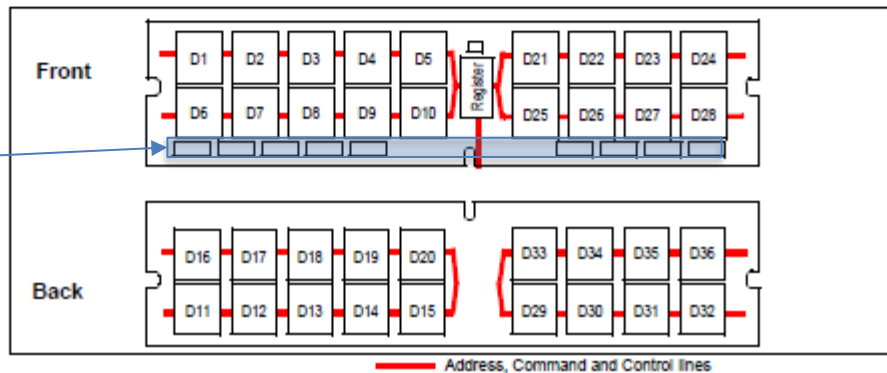 D1 D2 D3 D4 D5 D21 D22 D23 D24
Front
Register
D6 D7 D8 D9 D10 D25 D26 D27 D28
D16 D17 D18 D19 D20 D33 D34 D35 D36
Back
D11 D12 D13 D14 D15 D29 D30 D31 D32
Address, Command and Control lines